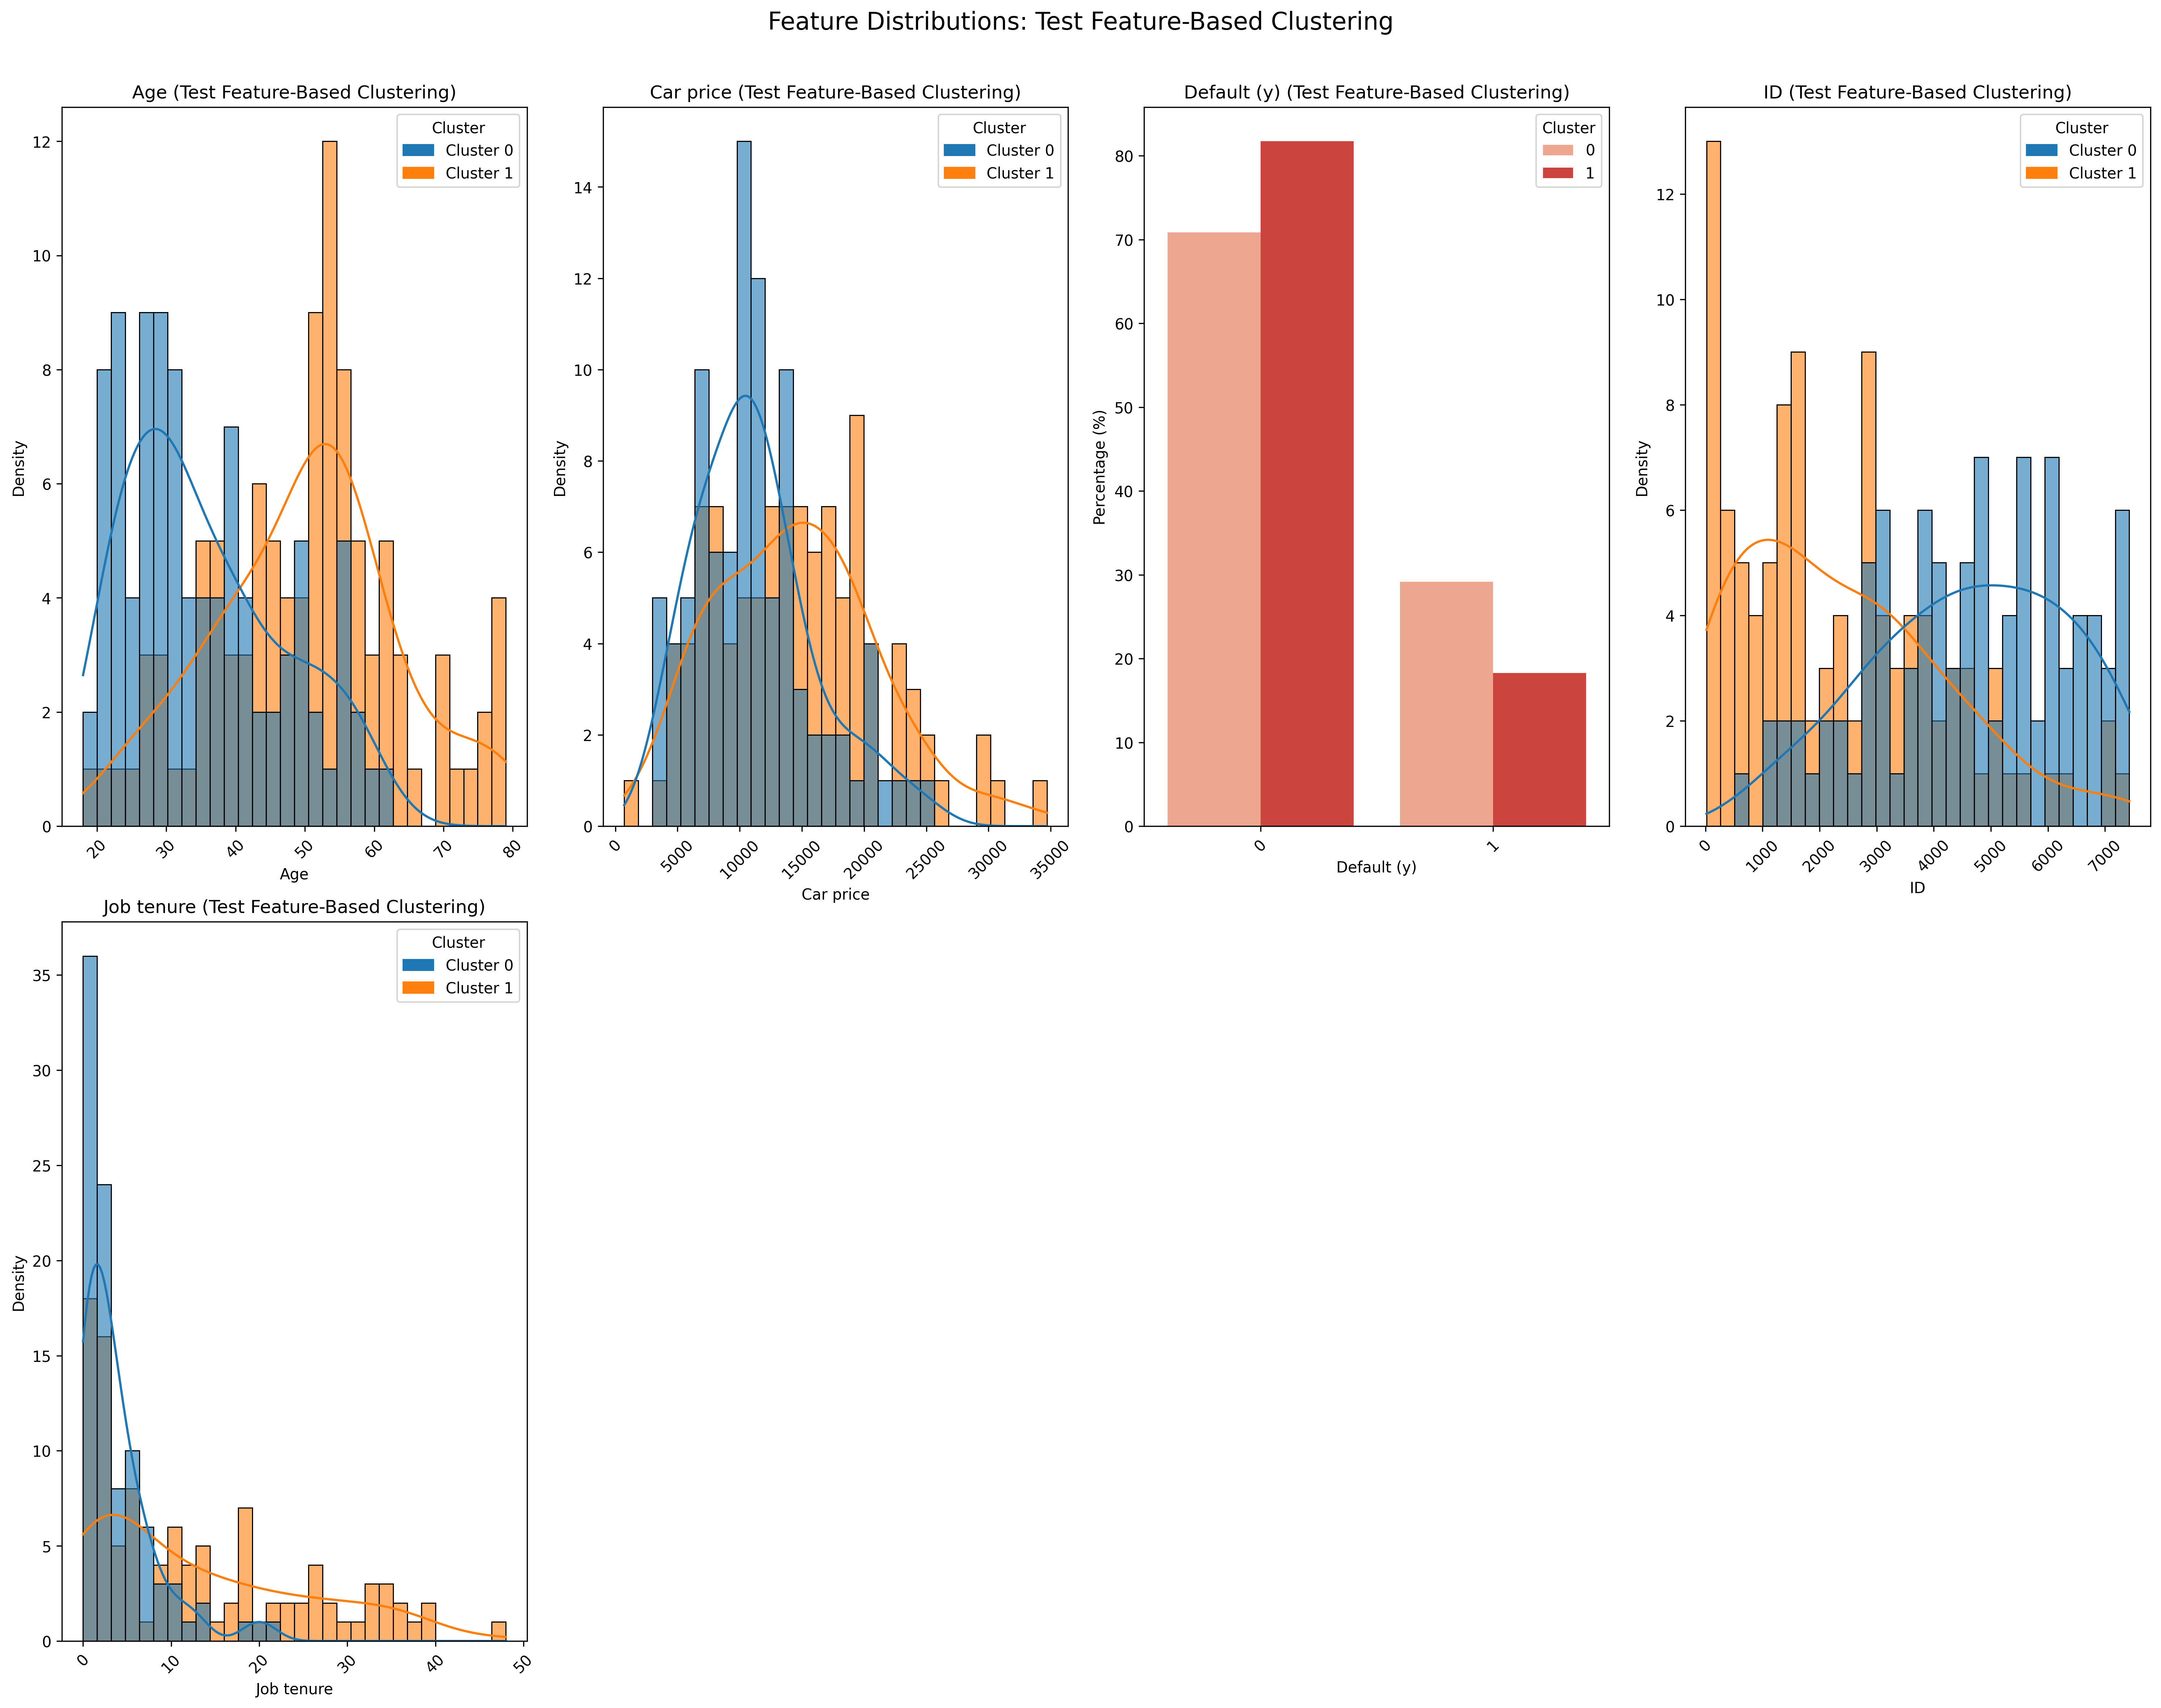 Feature Distributions: Test Feature-Based Clustering
Age (Test Feature-Based Clustering)
Density
12
10
8
6
4
2
0
20
30
40
50
60
70
80
Age
Cluster
Cluster 0
Cluster 1
Car price (Test Feature-Based Clustering)
Density
14
12
10
8
6
4
2
0
0
5000
10000
15000
20000
25000
30000
35000
Car price
Cluster
Cluster 0
Cluster 1
Default (y) (Test Feature-Based Clustering)
Percentage (%)
80
70
60
50
40
30
20
10
0
0
1
Default (y)
Cluster
0
1
ID (Test Feature-Based Clustering)
Density
12
10
8
6
4
2
0
0
1000
2000
3000
4000
5000
6000
7000
ID
Cluster
Cluster 0
Cluster 1
Job tenure (Test Feature-Based Clustering)
Density
35
30
25
20
15
10
5
0
0
10
20
30
40
50
Job tenure
Cluster
Cluster 0
Cluster 1